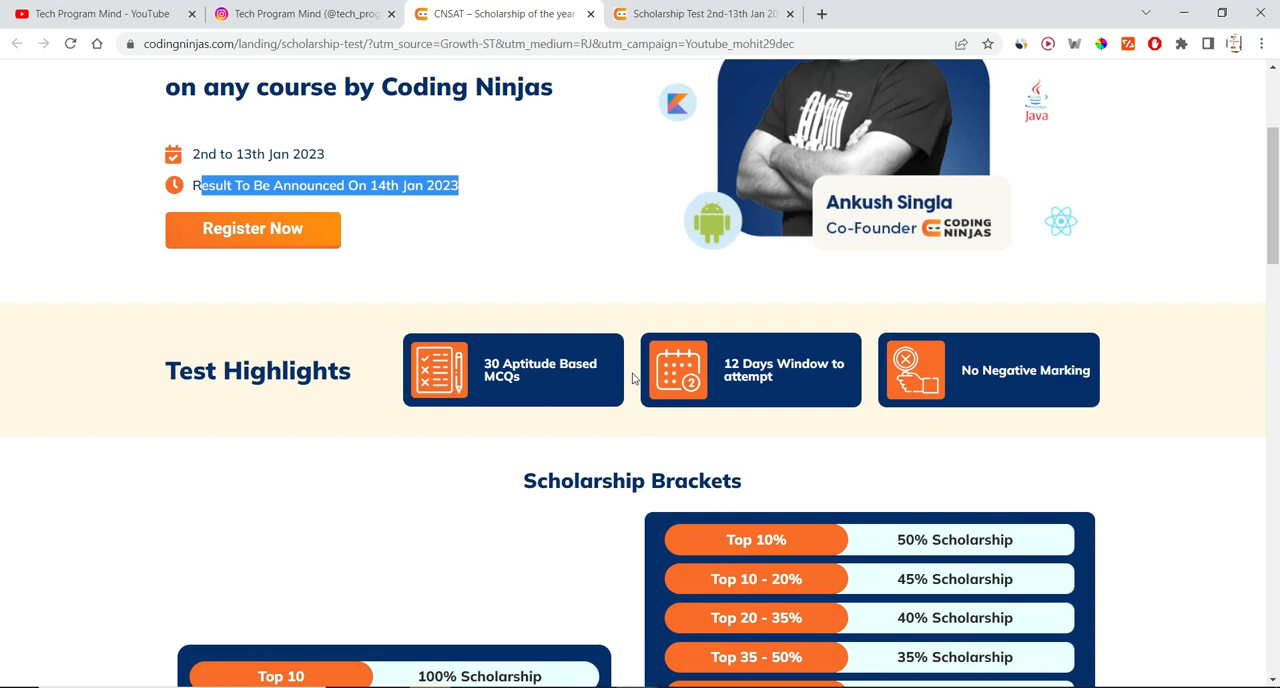 Tech Program Mind - YouTube
Tech Program Mind (@tech_prog
CNSAT – Scholarship of the year
Scholarship Test 2nd-13th Jan 20
codingninjas.com/landing/scholarship-test/?utm_source=Growth-ST&utm_medium=RJ&utm_campaign=Youtube_mohit29dec
on any course by Coding Ninjas
2nd to 13th Jan 2023
Result To Be Announced On 14th Jan 2023
Register Now
Java
Ankush Singla
Co-Founder CODING NINJAS
Test Highlights
30 Aptitude Based
MCQs
12 Days Window to
attempt
No Negative Marking
Scholarship Brackets
Top 10% 50% Scholarship
Top 10 - 20% 45% Scholarship
Top 20 - 35% 40% Scholarship
Top 35 - 50% 35% Scholarship
Top 10 100% Scholarship